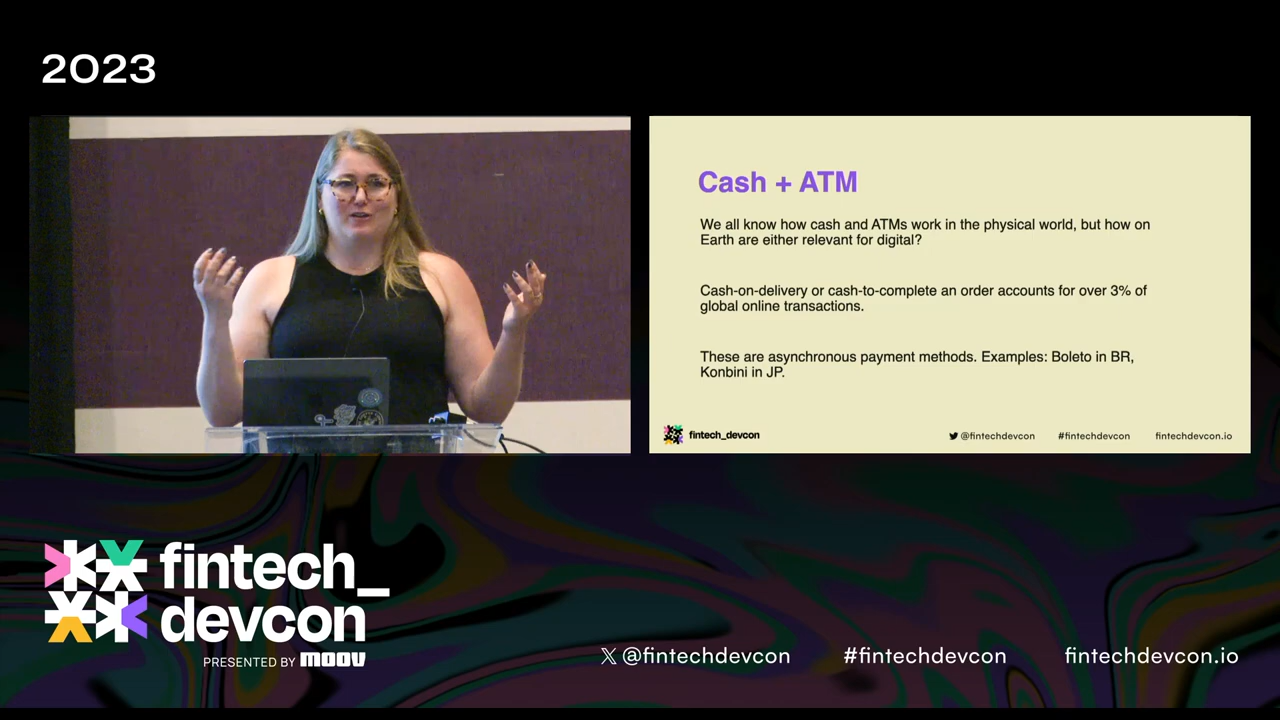 2023
Cash + ATM
We all know how cash and ATMs work in the physical world, but how on
Earth are either relevant for digital?
Cash-on-delivery or cash-to-complete an order accounts for over 3% of
global online transactions.
These are asynchronous payment methods. Examples: Boleto in BR,
Konbini in JP.
fintech_devcon
@fintechdevcon #fintechdevcon fintechdevcon.io
fintech_
devcon
PRESENTED BY moov
@fintechdevcon #fintechdevcon fintechdevcon.io